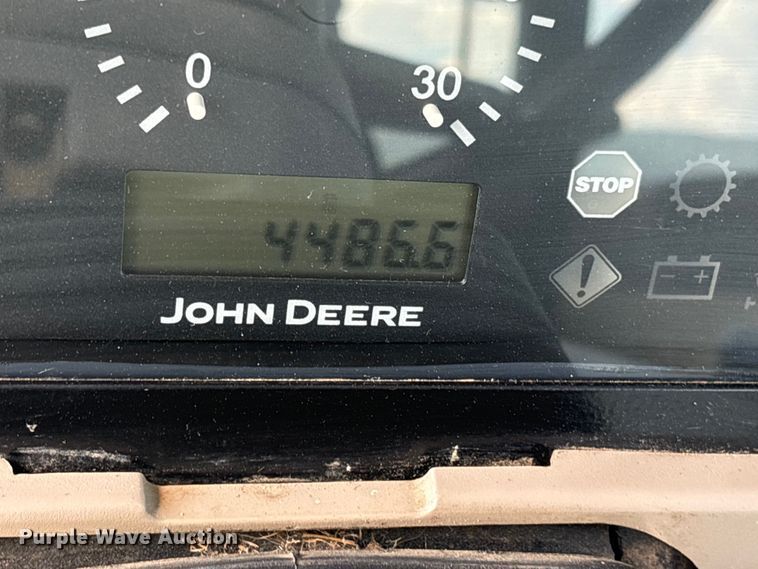 0 30
STOP
4486.6
- +
JOHN DEERE
Purple Wave Auction